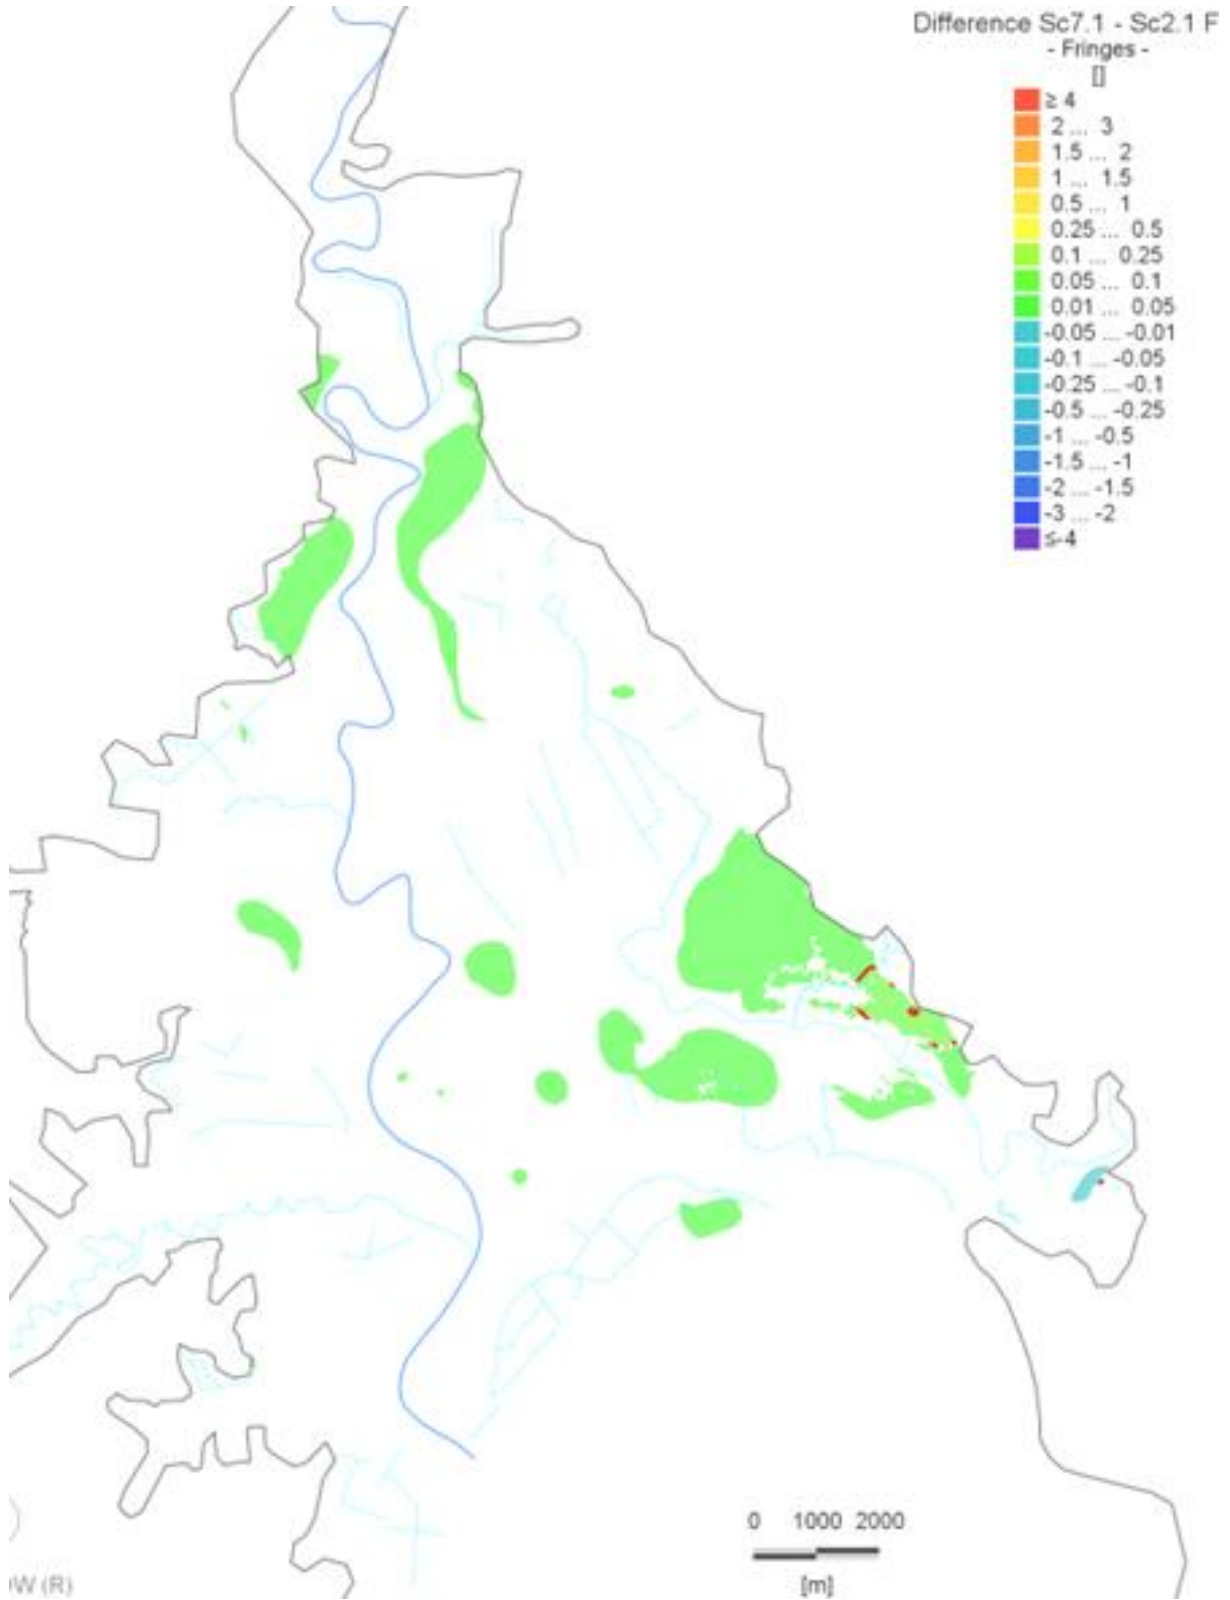 Difference Sc7.1 - Sc2.1 F
- Fringes -
[]
≥ 4
2 ... 3
1.5 ... 2
1 ... 1.5
0.5 ... 1
0.25 ... 0.5
0.1 ... 0.25
0.05 ... 0.1
0.01 ... 0.05
-0.05 ... -0.01
-0.1 ... -0.05
-0.25 ... -0.1
-0.5 ... -0.25
-1 ... -0.5
-1.5 ... -1
-2 ... -1.5
-3 ... -2
≤-4
0 1000 2000
[m]
W (R)